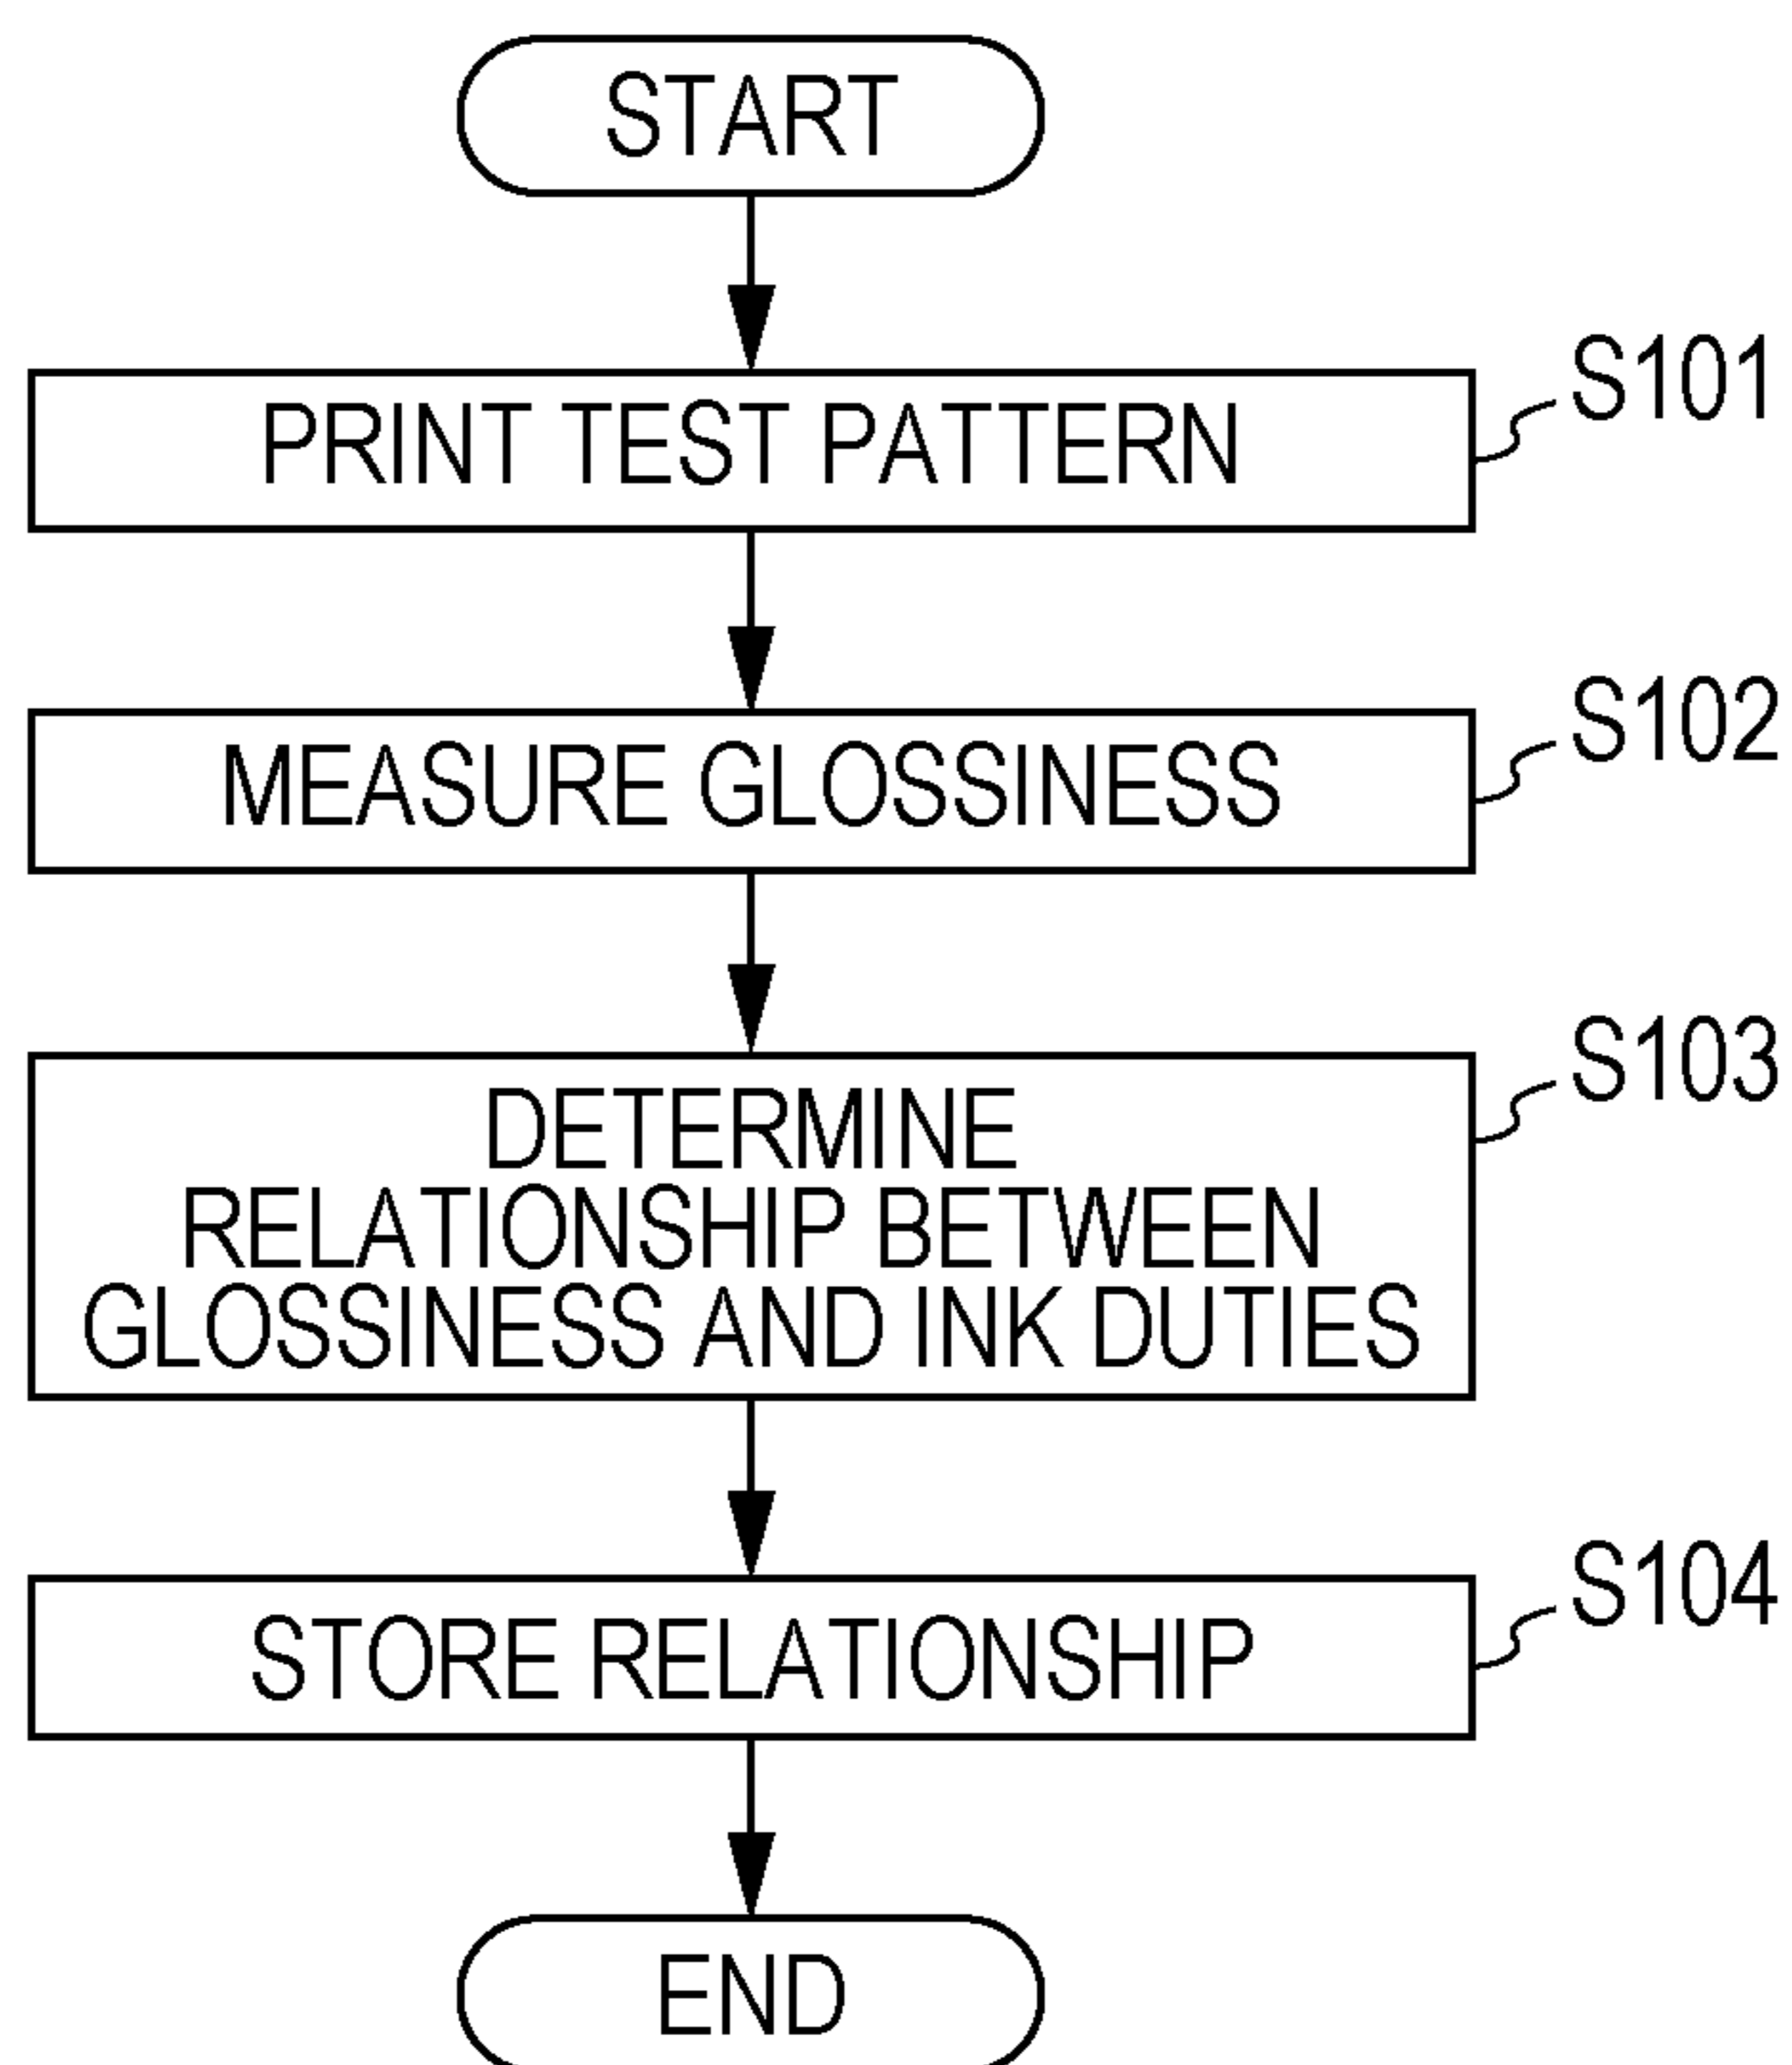 START
PRINT TEST PATTERN
S101
MEASURE GLOSSINESS
S102
DETERMINE
RELATIONSHIP BETWEEN
GLOSSINESS AND INK DUTIES
S103
STORE RELATIONSHIP
S104
END